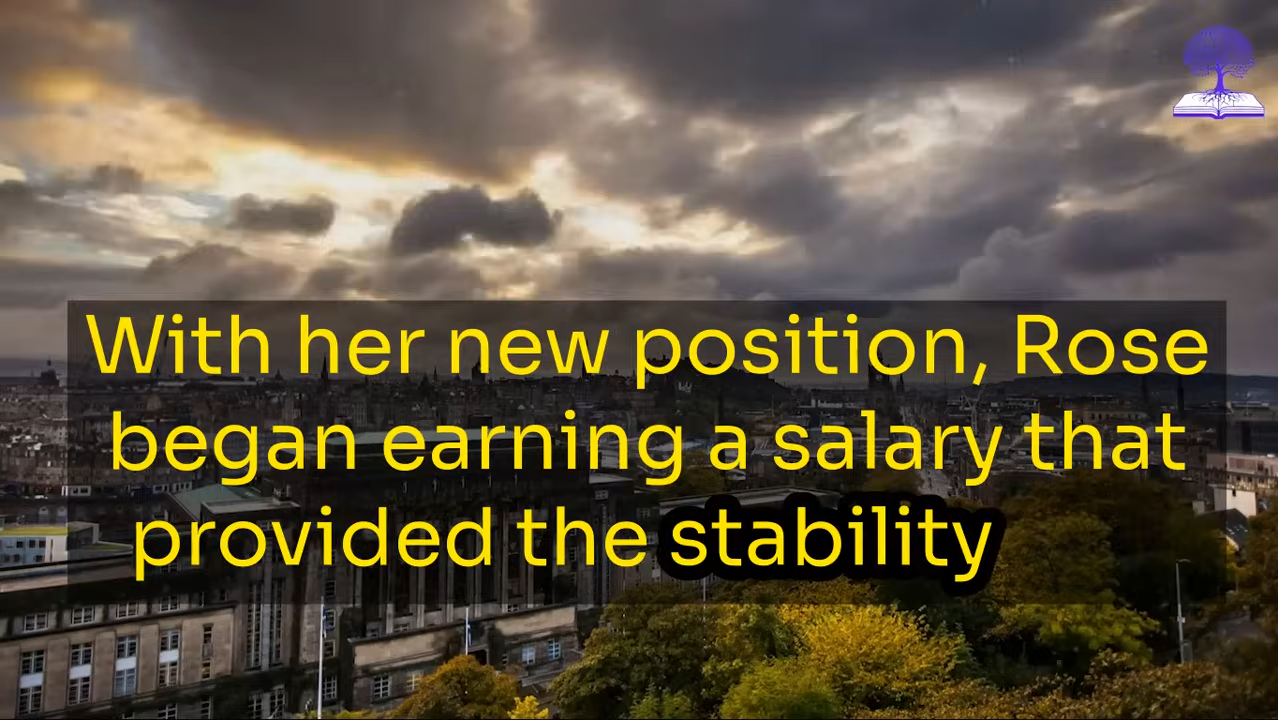 With her new position, Rose
began earning a salary that
provided the stability